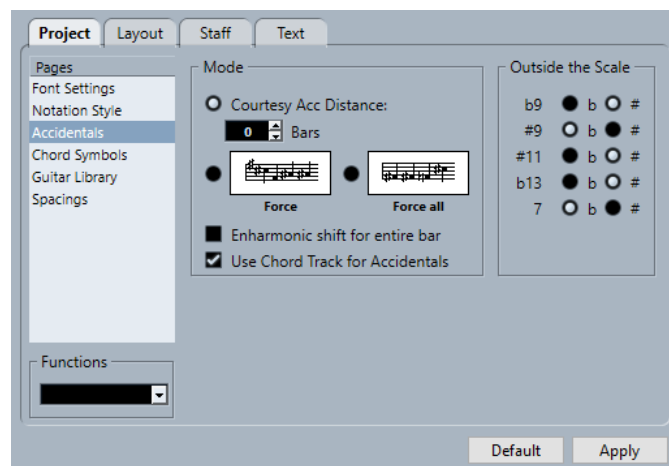 Project Layout Staff Text
Pages
Font Settings
Notation Style
Accidentals
Chord Symbols
Guitar Library
Spacings
Functions
Mode
Courtesy Acc Distance:
0 Bars
Force Force all
Enharmonic shift for entire bar
Use Chord Track for Accidentals
Outside the Scale
b9 b #
#9 b #
#11 b #
b13 b #
7 b #
Default Apply